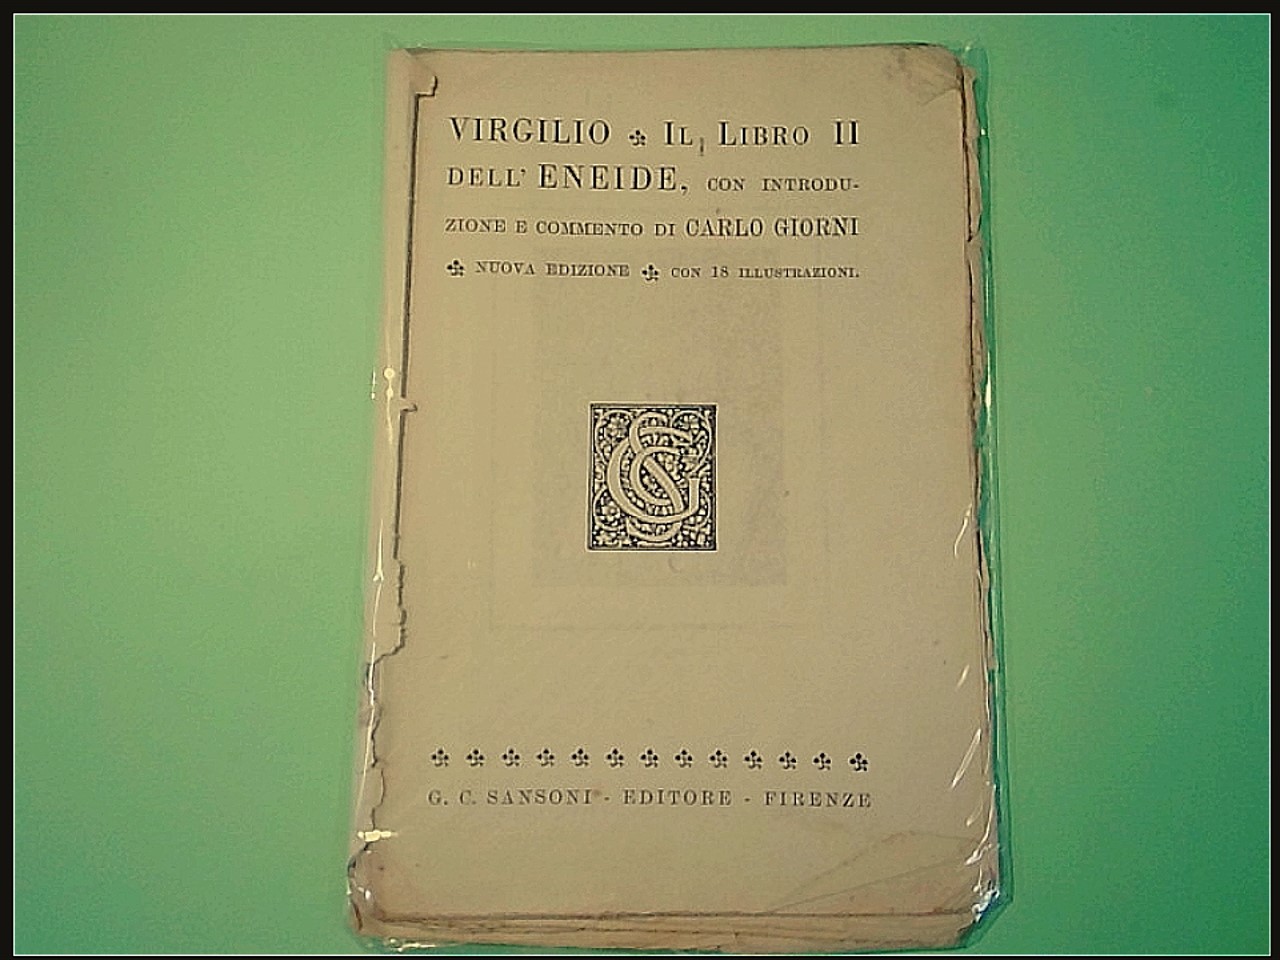 VIRGILIO IL LIBRO II
DELL' ENEIDE, CON INTRODU-
ZIONE E COMMENTO DI CARLO GIORNI
NUOVA EDIZIONE CON 18 ILLUSTRAZIONI.
G. C. SANSONI - EDITORE - FIRENZE